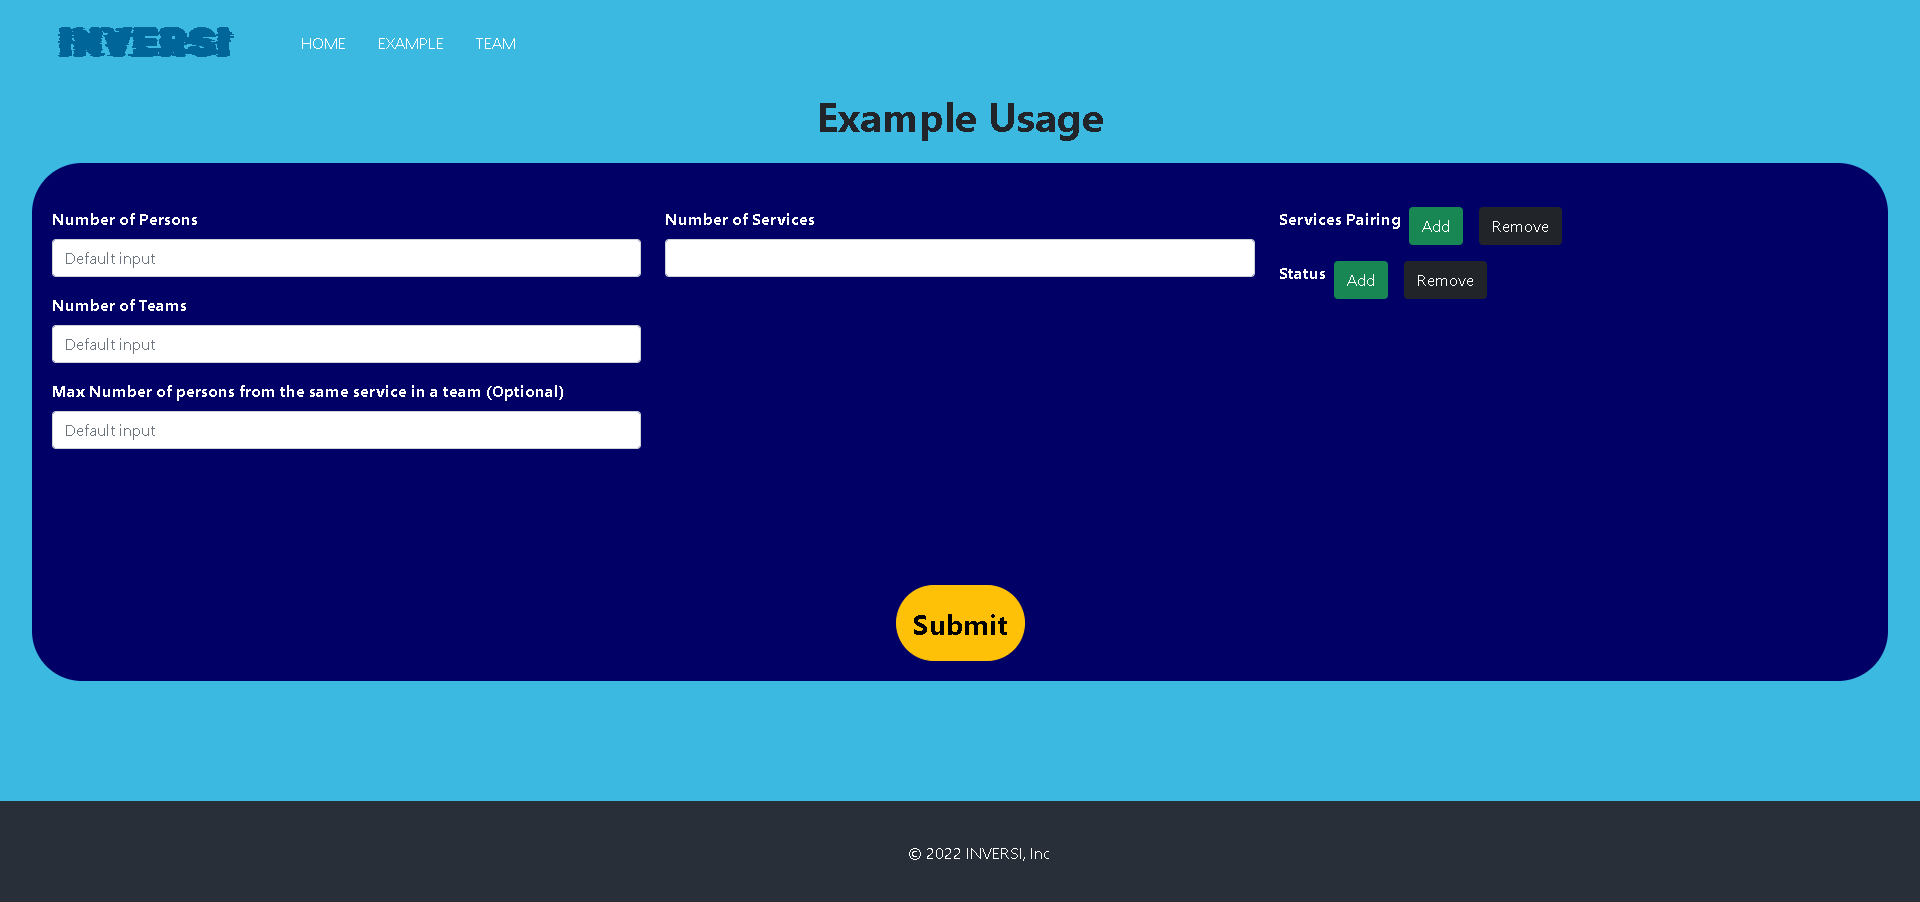 INVERSI
HOME EXAMPLE TEAM
Example Usage
Number of Persons
Default input
Number of Teams
Default input
Max Number of persons from the same service in a team (Optional)
Default input
Number of Services
Services Pairing Add Remove
Status Add Remove
Submit
© 2022 INVERSI, Inc